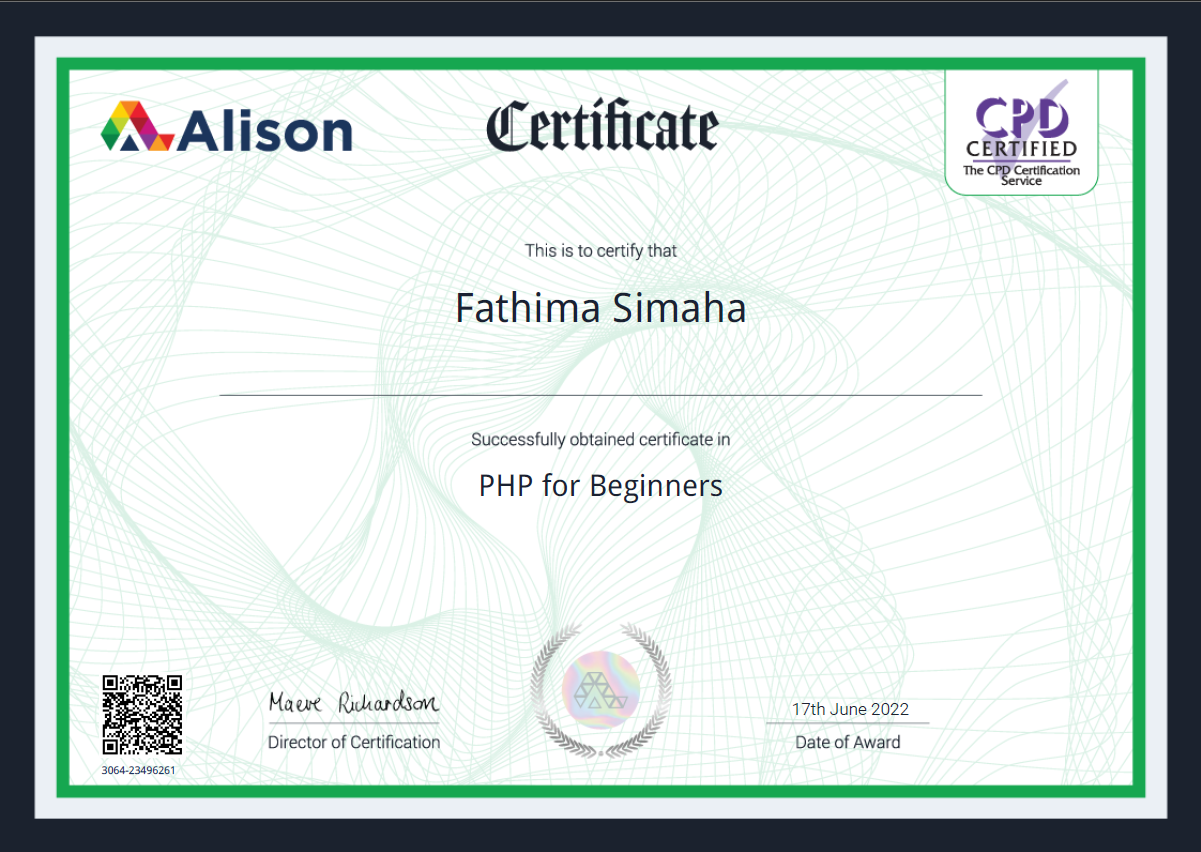 Alison
Certificate
CPD
CERTIFIED
The CPD Certification
Service
This is to certify that
Fathima Simaha
Successfully obtained certificate in
PHP for Beginners
Maeve Richardson
Director of Certification
17th June 2022
Date of Award
3064-23496261